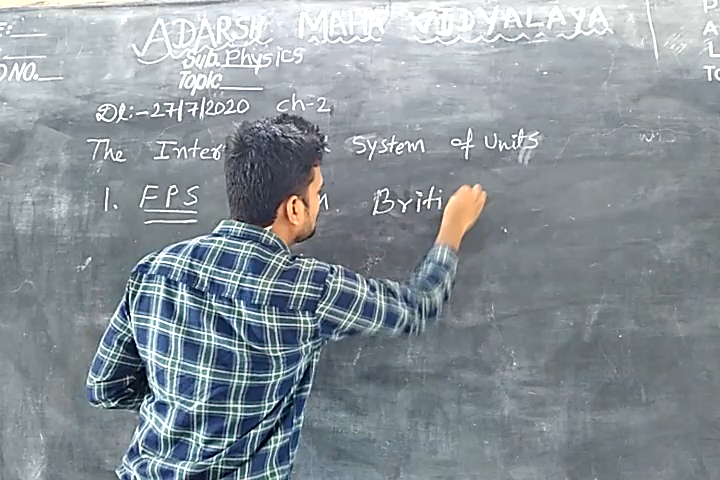 ADARSH MAHA VIDYALAYA
Sub. Physics
Topic
Dt:-27/7/2020 ch-2
The Inter System of Units
1. FPS Briti
NO.